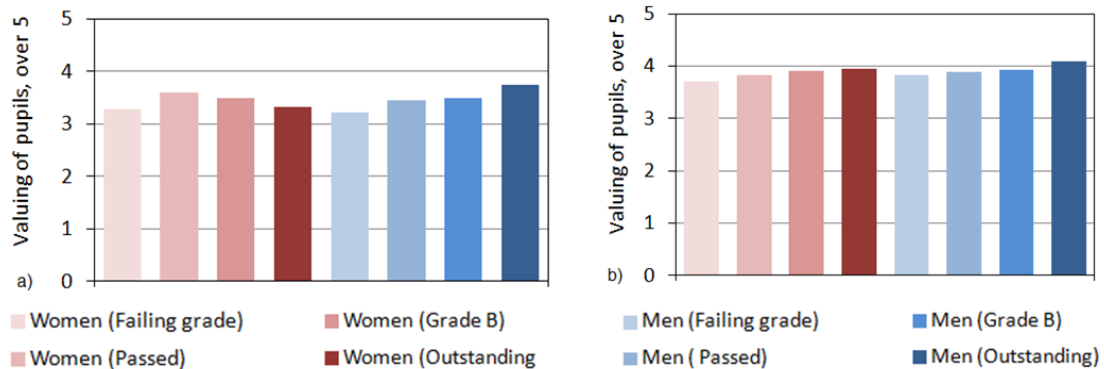 Valuing of pupils, over 5
5
4
3
2
1
0
a)
Valuing of pupils, over 5
5
4
3
2
1
0
b)
Women (Failing grade)
Women (Grade B)
Men (Failing grade)
Men (Grade B)
Women (Passed)
Women (Outstanding
Men ( Passed)
Men (Outstanding)